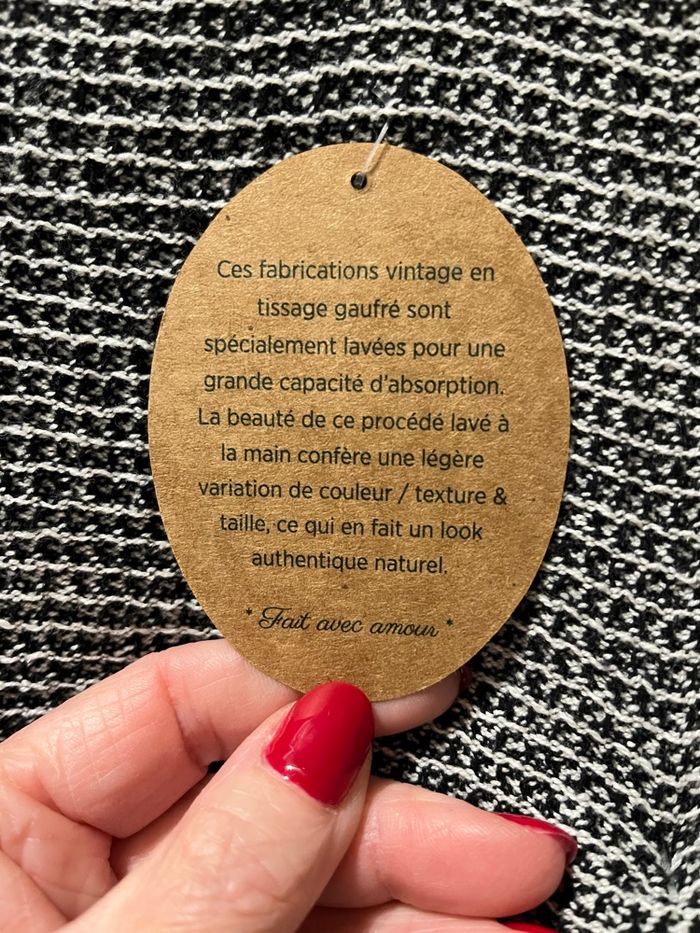 Ces fabrications vintage en
tissage gaufré sont
spécialement lavées pour une
grande capacité d'absorption.
La beauté de ce procédé lavé à
la main confère une légère
variation de couleur / texture &
taille, ce qui en fait un look
authentique naturel.
* Fait avec amour *